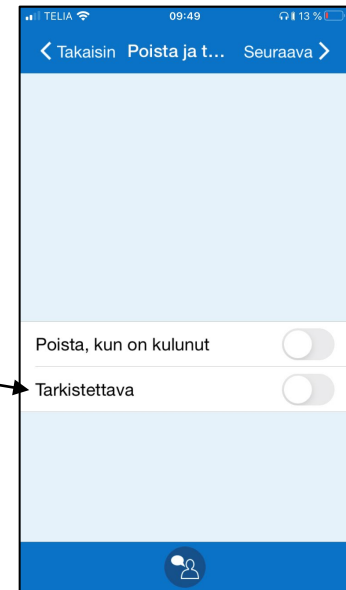 TELIA 09:49 13 %
Takaisin Poista ja t... Seuraava
Poista, kun on kulunut
Tarkistettava